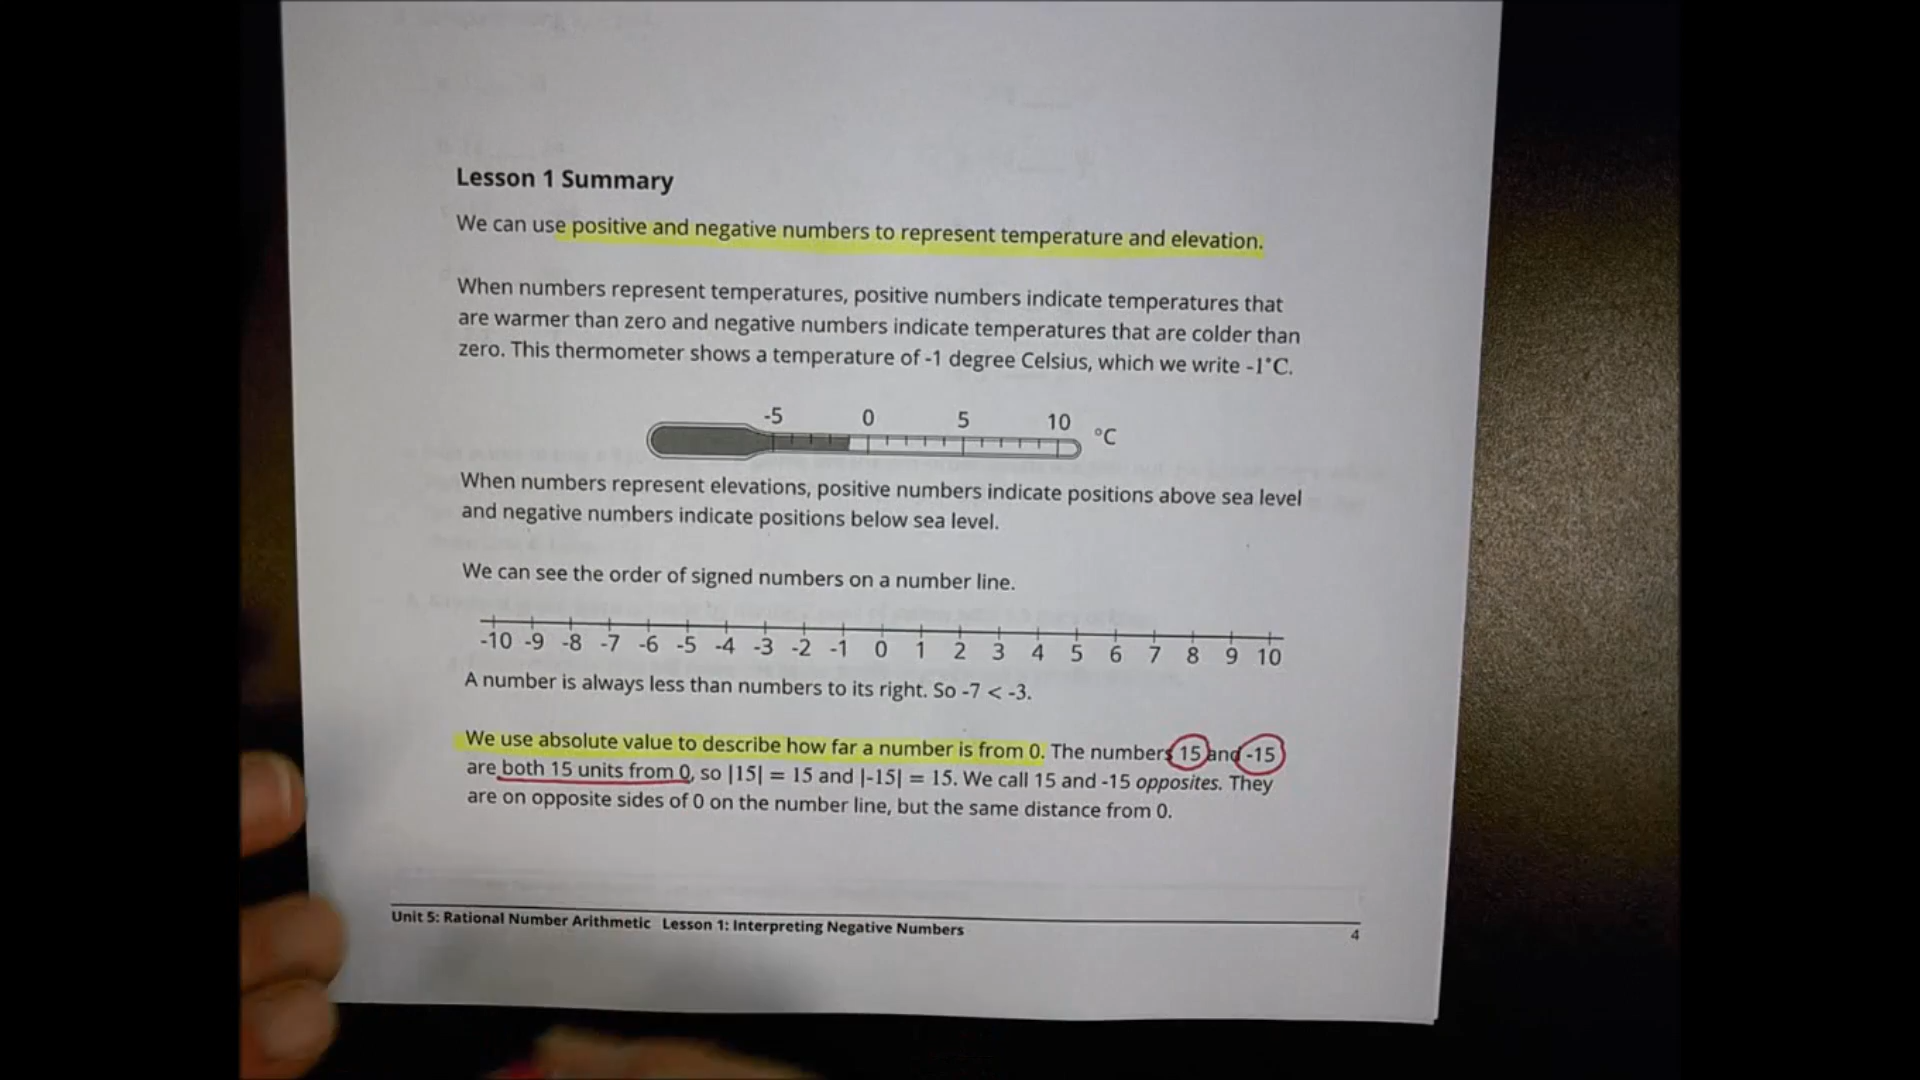 Lesson 1 Summary
We can use positive and negative numbers to represent temperature and elevation.
When numbers represent temperatures, positive numbers indicate temperatures that
are warmer than zero and negative numbers indicate temperatures that are colder than
zero. This thermometer shows a temperature of -1 degree Celsius, which we write -1°C.
-5 0 5 10 °C
When numbers represent elevations, positive numbers indicate positions above sea level
and negative numbers indicate positions below sea level.
We can see the order of signed numbers on a number line.
-10 -9 -8 -7 -6 -5 -4 -3 -2 -1 0 1 2 3 4 5 6 7 8 9 10
A number is always less than numbers to its right. So -7 < -3.
We use absolute value to describe how far a number is from 0. The numbers 15 and -15
are both 15 units from 0, so |15| = 15 and |-15| = 15. We call 15 and -15 opposites. They
are on opposite sides of 0 on the number line, but the same distance from 0.
Unit 5: Rational Number Arithmetic Lesson 1: Interpreting Negative Numbers 4